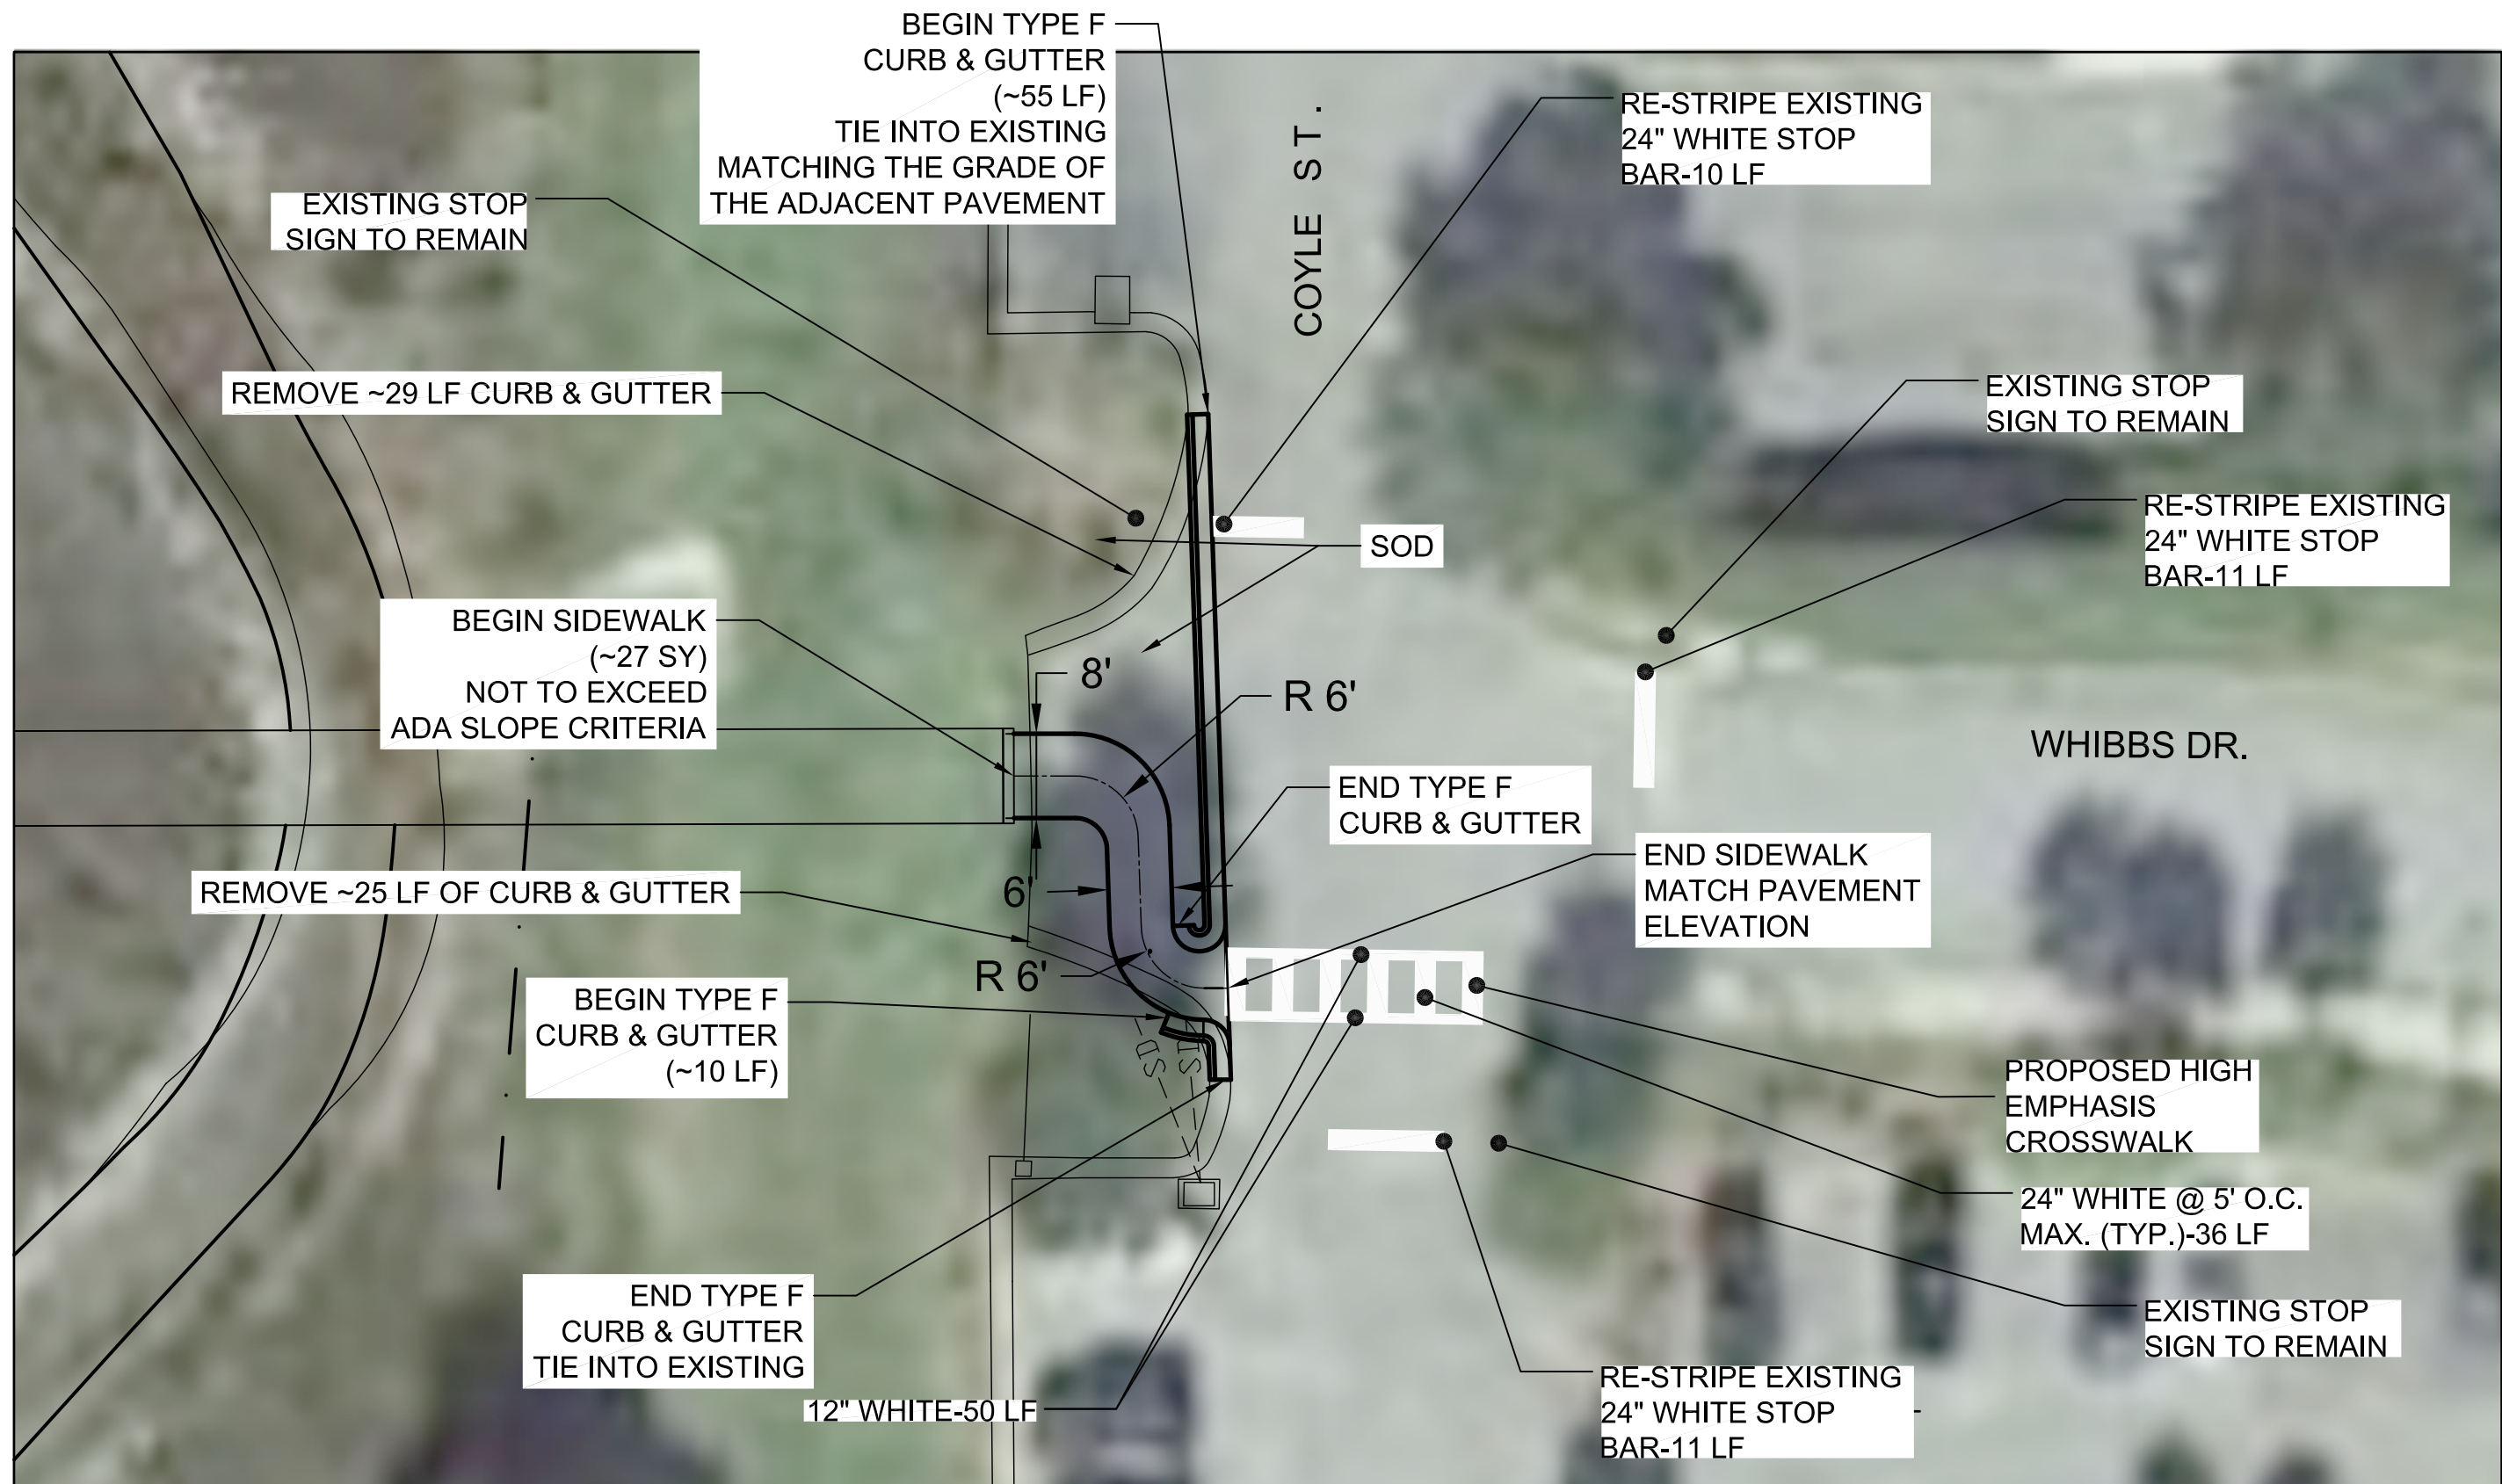 BEGIN TYPE F
CURB & GUTTER
(~55 LF)
TIE INTO EXISTING
MATCHING THE GRADE OF
THE ADJACENT PAVEMENT
COYLE ST.
RE-STRIPE EXISTING
24" WHITE STOP
BAR-10 LF
EXISTING STOP
SIGN TO REMAIN
REMOVE ~29 LF CURB & GUTTER
EXISTING STOP
SIGN TO REMAIN
RE-STRIPE EXISTING
24" WHITE STOP
BAR-11 LF
SOD
BEGIN SIDEWALK
(~27 SY)
NOT TO EXCEED
ADA SLOPE CRITERIA
8'
R 6'
WHIBBS DR.
END TYPE F
CURB & GUTTER
END SIDEWALK
MATCH PAVEMENT
ELEVATION
REMOVE ~25 LF OF CURB & GUTTER
6'
R 6'
BEGIN TYPE F
CURB & GUTTER
(~10 LF)
SD
SD
PROPOSED HIGH
EMPHASIS
CROSSWALK
24" WHITE @ 5' O.C.
MAX. (TYP.)-36 LF
END TYPE F
CURB & GUTTER
TIE INTO EXISTING
EXISTING STOP
SIGN TO REMAIN
12" WHITE-50 LF
RE-STRIPE EXISTING
24" WHITE STOP
BAR-11 LF